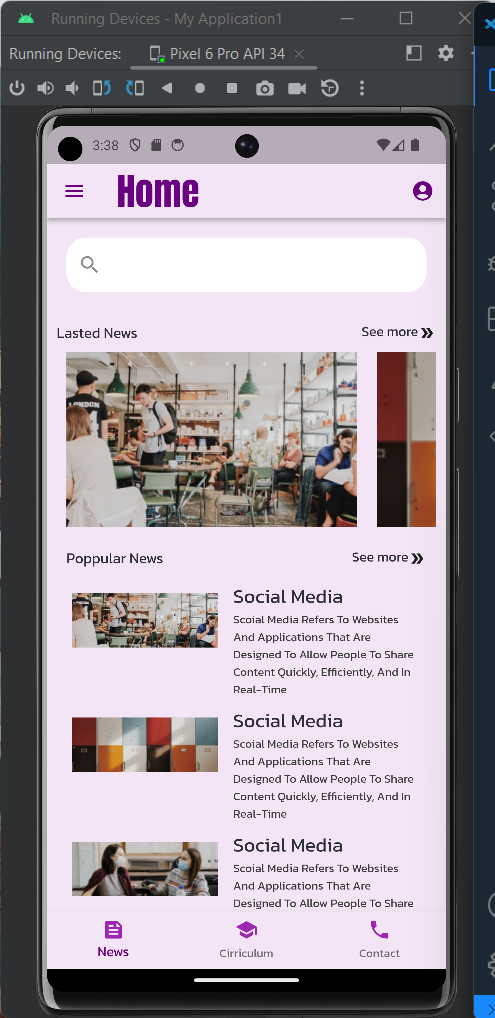 Running Devices - My Application1
Running Devices:
Pixel 6 Pro API 34
3:38
Home
Lasted News
See more
LONDON
Poppular News
See more
Social Media
Scoial Media Refers To Websites
And Applications That Are
Designed To Allow People To Share
Content Quickly, Efficiently, And In
Real-Time
Social Media
Scoial Media Refers To Websites
And Applications That Are
Designed To Allow People To Share
Content Quickly, Efficiently, And In
Real-Time
Social Media
Scoial Media Refers To Websites
And Applications That Are
Designed To Allow People To Share
News
Cirriculum
Contact